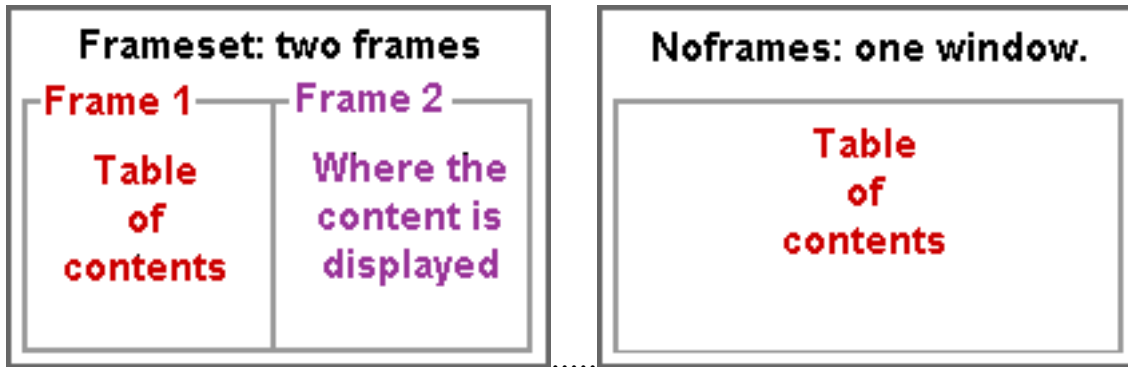 Frameset: two frames
Frame 1
Table
of
contents
Frame 2
Where the
content is
displayed
.....
Noframes: one window.
Table
of
contents